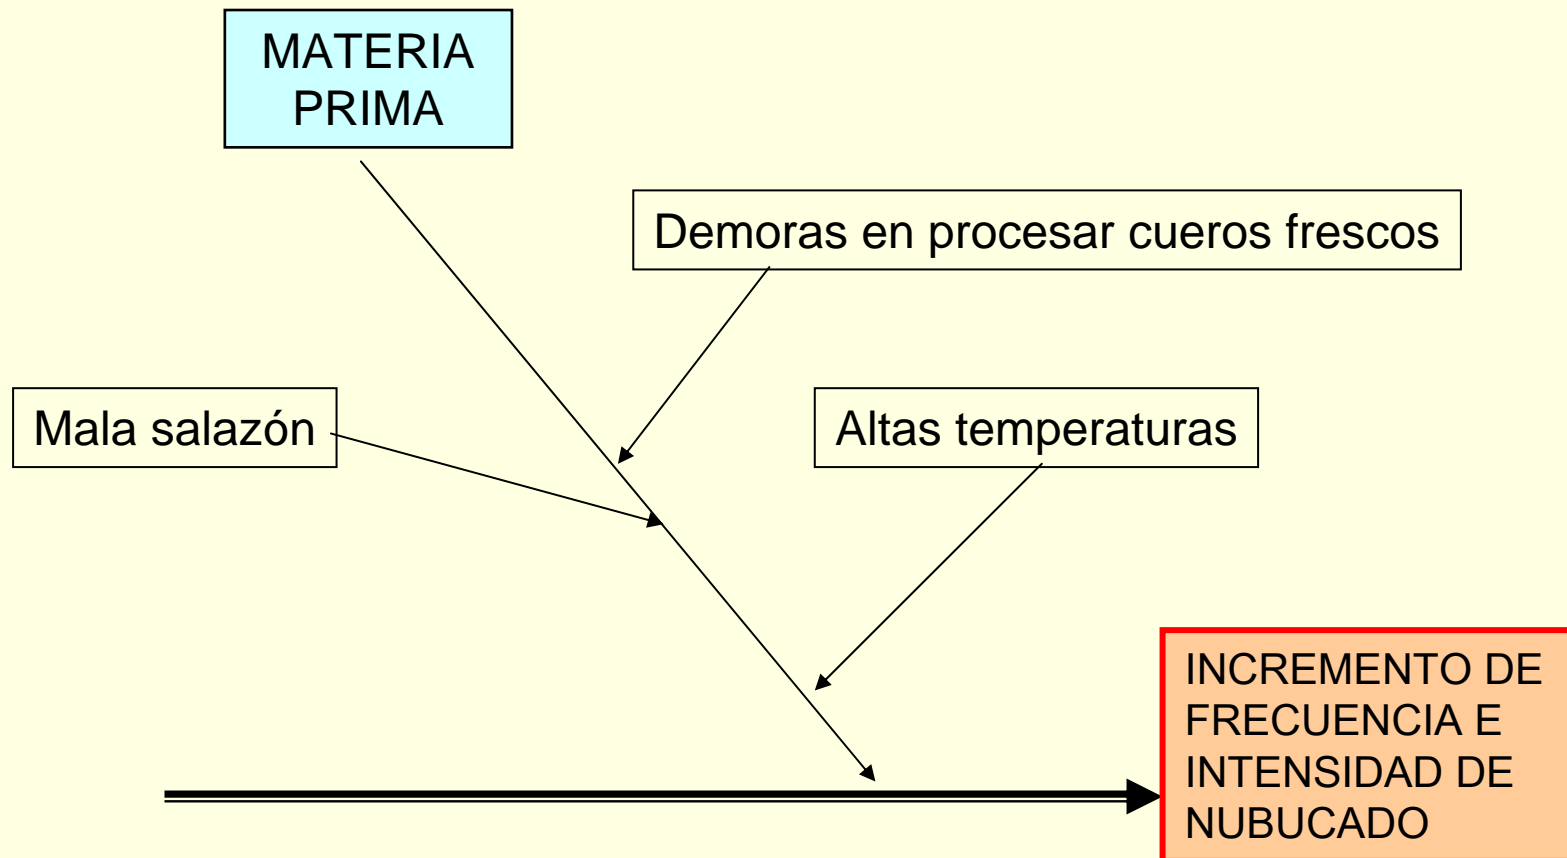 MATERIA
PRIMA
Demoras en procesar cueros frescos
Mala salazón
Altas temperaturas
INCREMENTO DE
FRECUENCIA E
INTENSIDAD DE
NUBUCADO